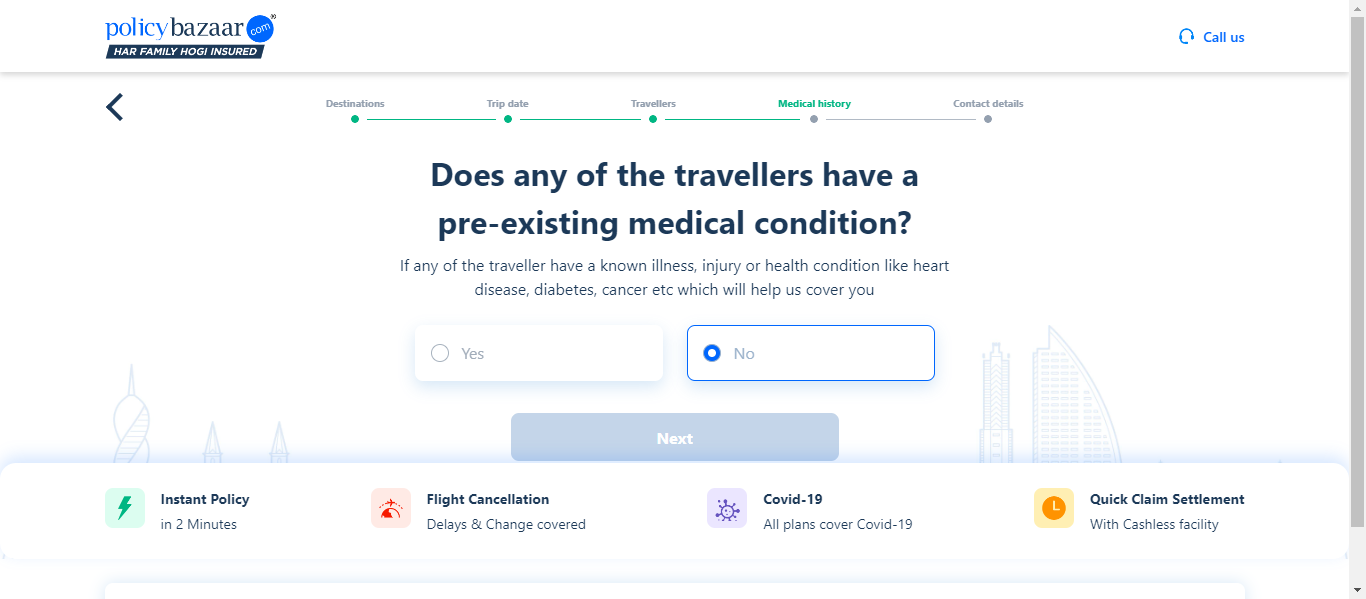 policybazaar.com®
HAR FAMILY HOGI INSURED
Call us
Destinations
Trip date
Travellers
Medical history
Contact details
Does any of the travellers have a
pre-existing medical condition?
If any of the traveller have a known illness, injury or health condition like heart
disease, diabetes, cancer etc which will help us cover you
Yes
No
Next
Instant Policy
in 2 Minutes
Flight Cancellation
Delays & Change covered
Covid-19
All plans cover Covid-19
Quick Claim Settlement
With Cashless facility